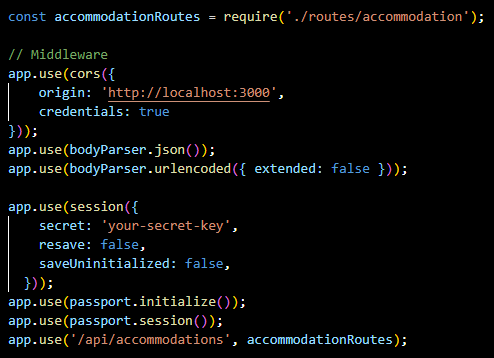 const accommodationRoutes = require('./routes/accommodation');
// Middleware
app.use(cors({
origin: 'http://localhost:3000',
credentials: true
}));
app.use(bodyParser.json());
app.use(bodyParser.urlencoded({ extended: false }));
app.use(session({
secret: 'your-secret-key',
resave: false,
saveUninitialized: false,
}));
app.use(passport.initialize());
app.use(passport.session());
app.use('/api/accommodations', accommodationRoutes);